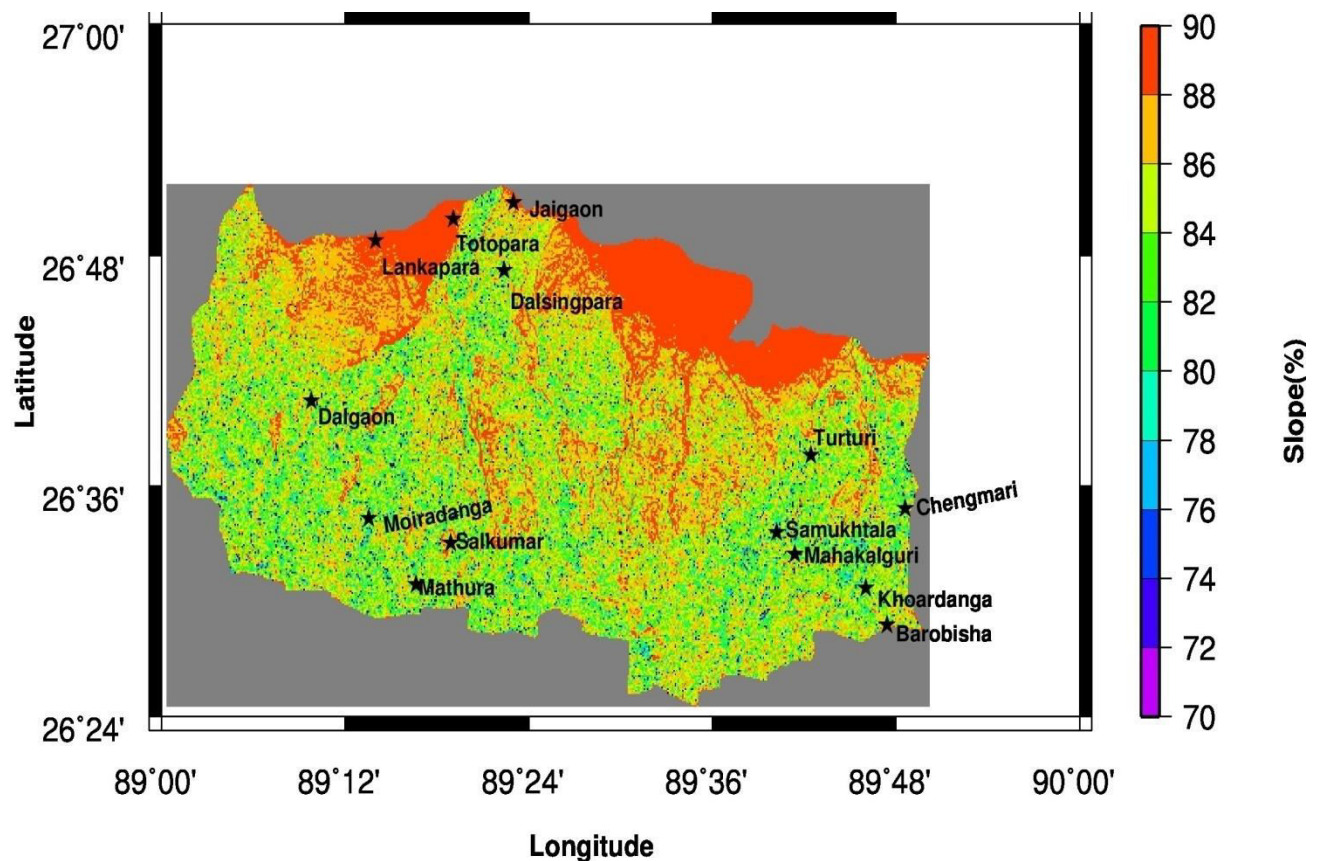 27°00'
26°48'
26°36'
26°24'
Latitude
89°00'
89°12'
89°24'
89°36'
89°48'
90°00'
Longitude
Jaigaon
Totopara
Lankapara
Dalsingpara
Dalgaon
Turturi
Chengmari
Moiradanga
Samukhtala
Salkumar
Mahakalguri
Mathura
Khoardanga
Barobisha
90
88
86
84
82
80
78
76
74
72
70
Slope(%)